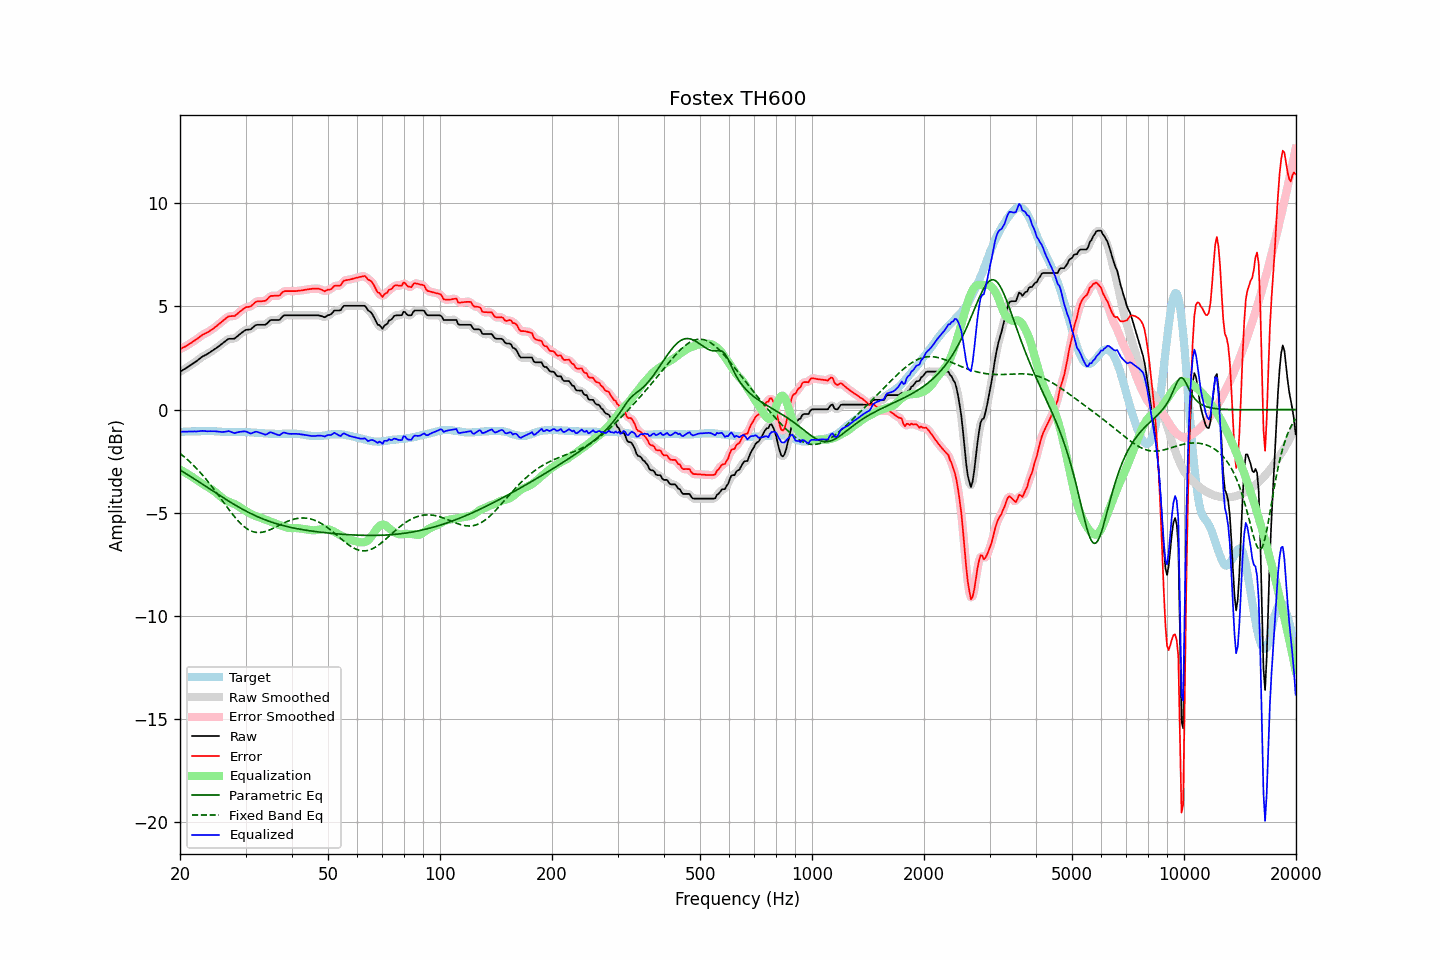 Fostex TH600
Amplitude (dBr)
10
5
0
−5
−10
−15
−20
Target
Raw Smoothed
Error Smoothed
Raw
Error
Equalization
Parametric Eq
Fixed Band Eq
Equalized
20 50 100 200 500 1000 2000 5000 10000 20000
Frequency (Hz)